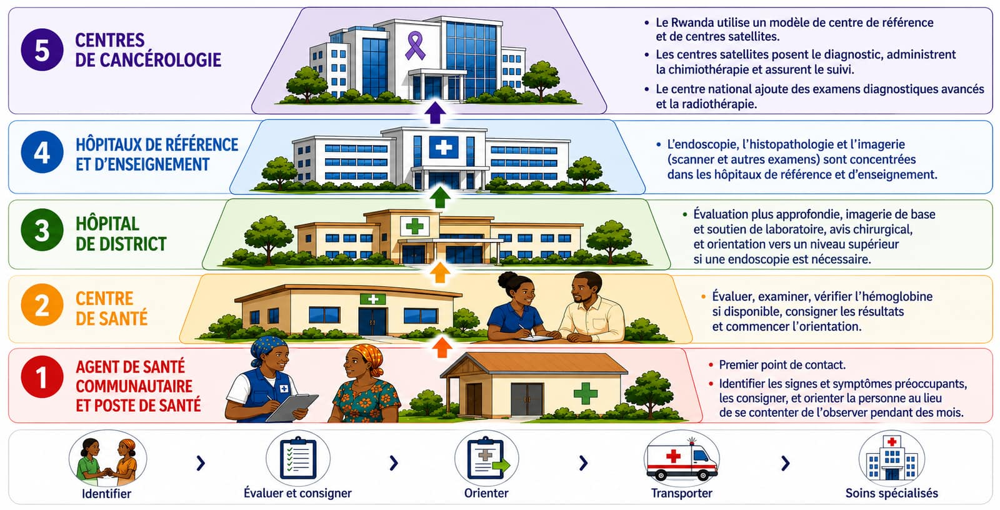 5
CENTRES
DE CANCÉROLOGIE
• Le Rwanda utilise un modèle de centre de référence
et de centres satellites.
• Les centres satellites posent le diagnostic, administrent
la chimiothérapie et assurent le suivi.
• Le centre national ajoute des examens diagnostiques avancés
et la radiothérapie.
4
HÔPITAUX DE RÉFÉRENCE
ET D’ENSEIGNEMENT
• L’endoscopie, l’histopathologie et l’imagerie
(scanner et autres examens) sont concentrées
dans les hôpitaux de référence et d’enseignement.
3
HÔPITAL
DE DISTRICT
• Évaluation plus approfondie, imagerie de base
et soutien de laboratoire, avis chirurgical,
et orientation vers un niveau supérieur
si une endoscopie est nécessaire.
2
CENTRE
DE SANTÉ
• Évaluer, examiner, vérifier l’hémoglobine
si disponible, consigner les résultats
et commencer l’orientation.
1
AGENT DE SANTÉ
COMMUNAUTAIRE
ET POSTE DE SANTÉ
• Premier point de contact.
• Identifier les signes et symptômes préoccupants,
les consigner, et orienter la personne au lieu
de se contenter de l’observer pendant des mois.
Identifier
Évaluer et consigner
Orienter
Transporter
Soins spécialisés